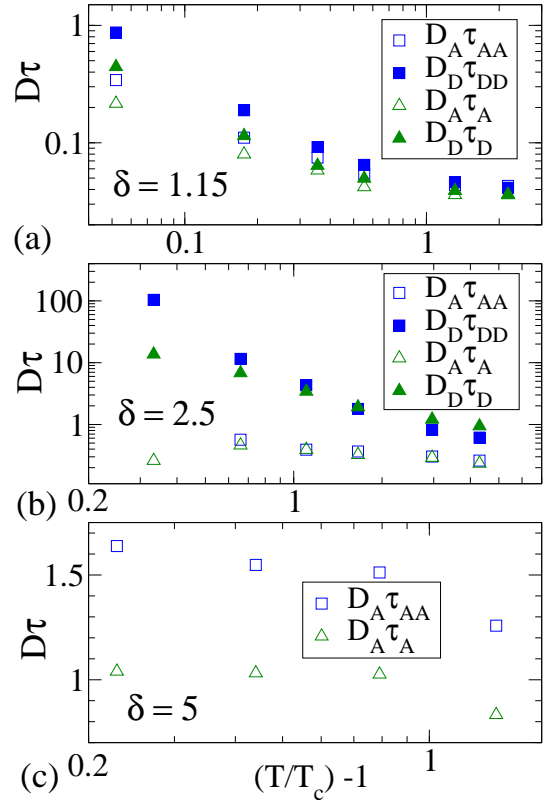 1
0.1
Dτ
D_Aτ_AA
D_Dτ_DD
D_Aτ_A
D_Dτ_D
δ = 1.15
(a)
0.1 1
100
10
1
Dτ
D_Aτ_AA
D_Dτ_DD
D_Aτ_A
D_Dτ_D
δ = 2.5
(b)
0.2 1
1.5
1
Dτ
D_Aτ_AA
D_Aτ_A
δ = 5
(c)
0.2 (T/T_c) -1 1